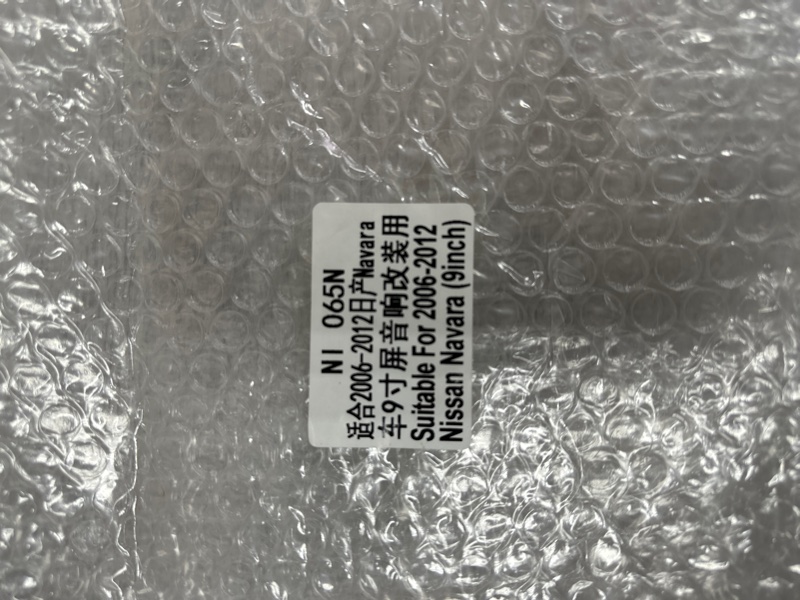 NI 065N
适合2006-2012日产Navara
车9寸屏音响改装用
Suitable For 2006-2012
Nissan Navara (9inch)